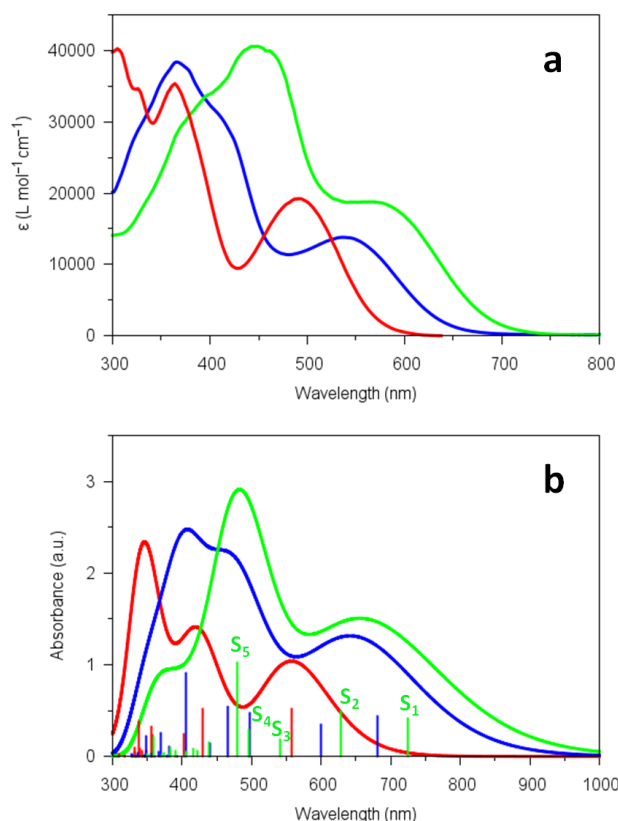 a
40000
30000
20000
10000
0
ε (L mol⁻¹cm⁻¹)
300 400 500 600 700 800
Wavelength (nm)
b
3
2
1
0
Absorbance (a.u.)
S₅
S₄
S₃
S₂
S₁
300 400 500 600 700 800 900 1000
Wavelength (nm)